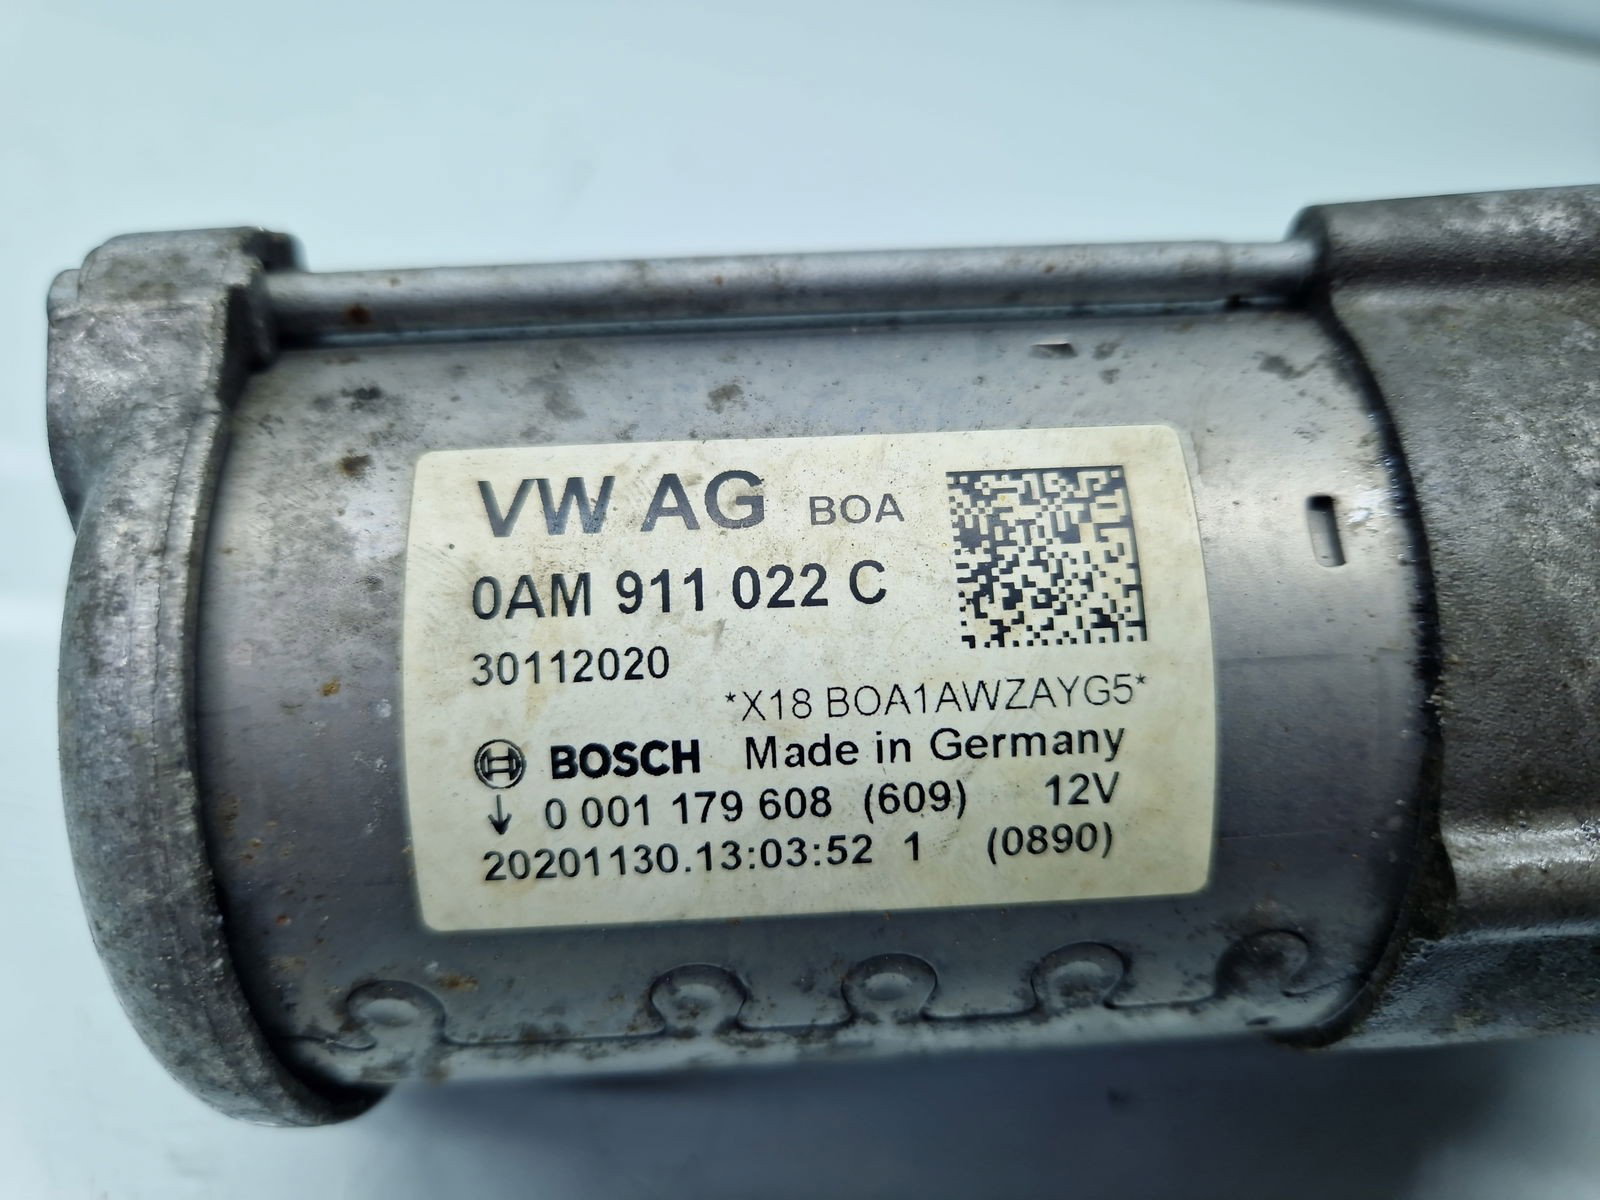 VW AG BOA
0AM 911 022 C
30112020
*X18 BOA1AWZAYG5*
BOSCH Made in Germany
↓ 0 001 179 608 (609) 12V
20201130.13:03:52 1 (0890)